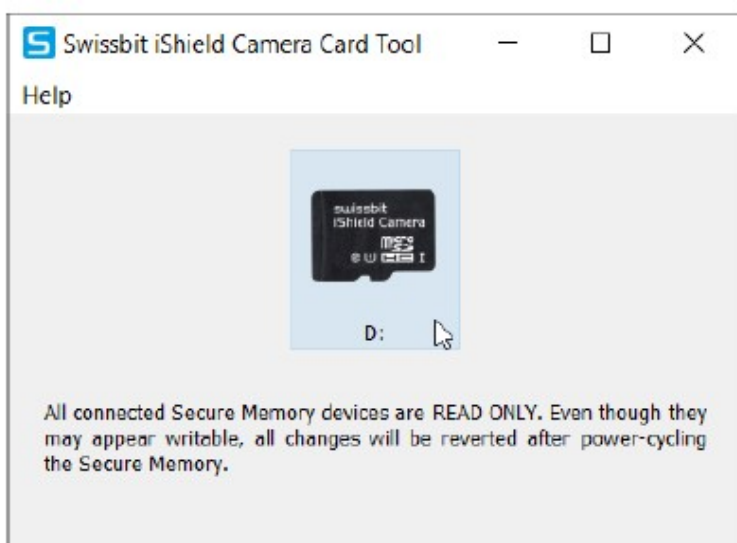 S Swissbit iShield Camera Card Tool
Help
swissbit
iShield Camera
micro
D:
All connected Secure Memory devices are READ ONLY. Even though they
may appear writable, all changes will be reverted after power-cycling
the Secure Memory.